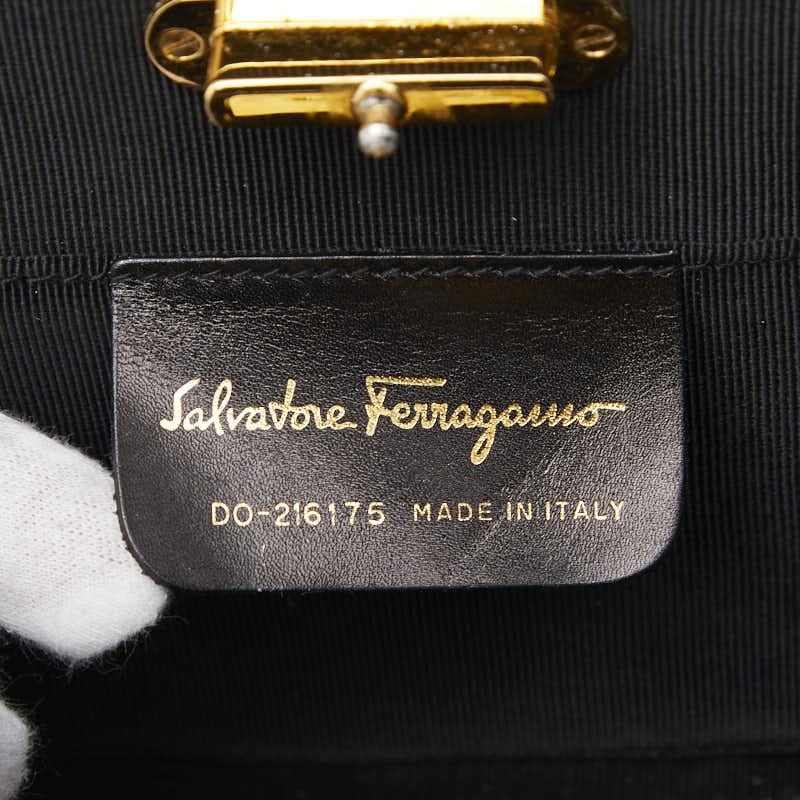 Salvatore Ferragamo
DO-216175 MADE IN ITALY